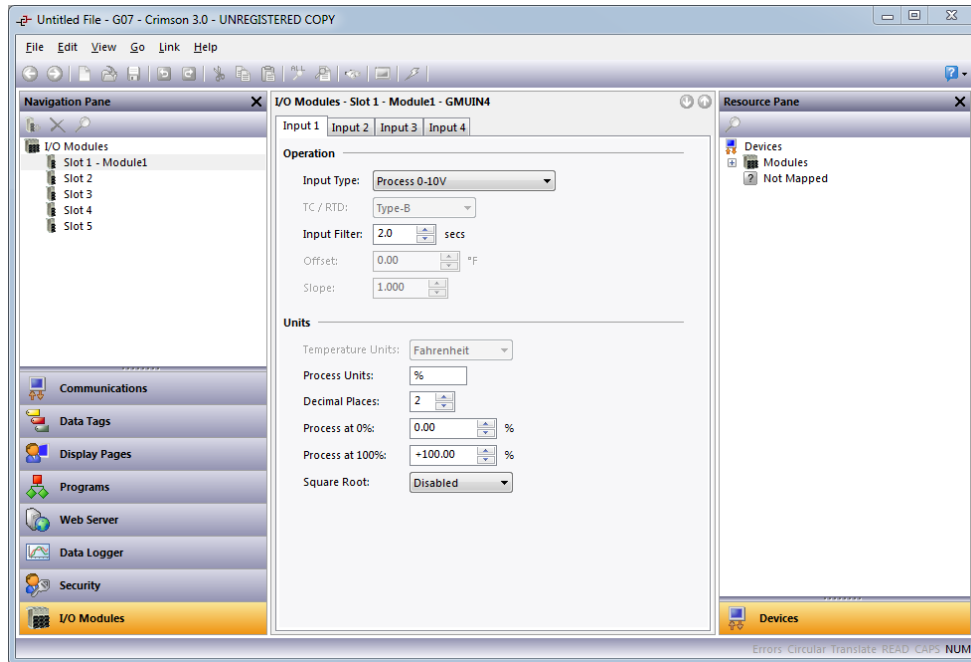 Untitled File - G07 - Crimson 3.0 - UNREGISTERED COPY
File Edit View Go Link Help
Navigation Pane
I/O Modules
Slot 1 - Module1
Slot 2
Slot 3
Slot 4
Slot 5
Communications
Data Tags
Display Pages
Programs
Web Server
Data Logger
Security
I/O Modules
I/O Modules - Slot 1 - Module1 - GMUIN4
Input 1 Input 2 Input 3 Input 4
Operation
Input Type: Process 0-10V
TC / RTD: Type-B
Input Filter: 2.0 secs
Offset: 0.00 °F
Slope: 1.000
Units
Temperature Units: Fahrenheit
Process Units: %
Decimal Places: 2
Process at 0%: 0.00 %
Process at 100%: +100.00 %
Square Root: Disabled
Resource Pane
Devices
Modules
Not Mapped
Devices
Errors Circular Translate READ CAPS NUM